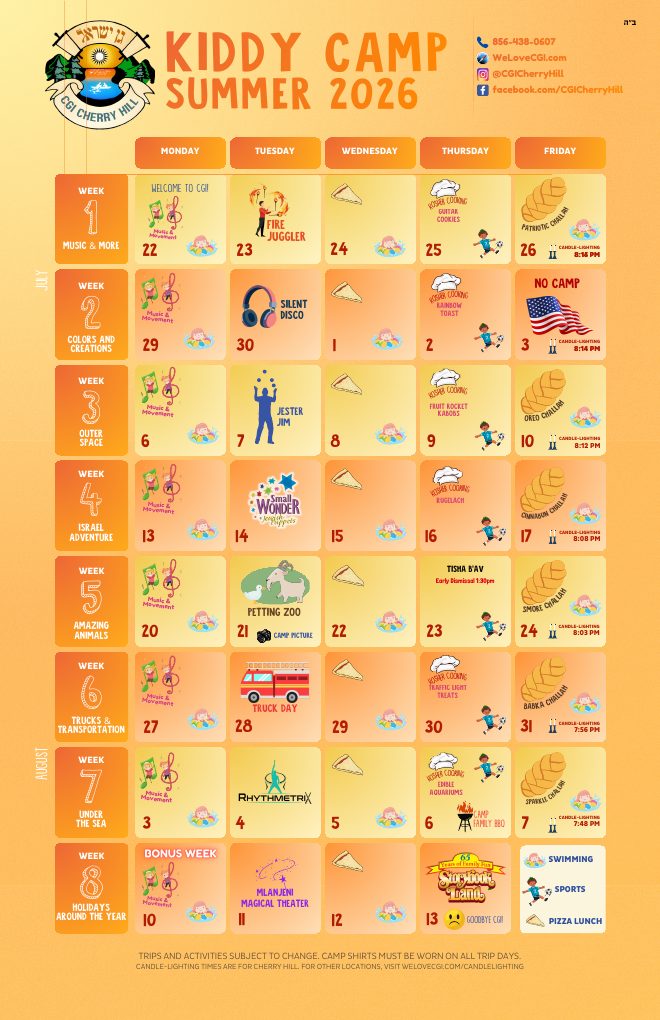 ב״ה
גן ישראל
CGI CHERRY HILL
KIDDY CAMP
SUMMER 2026
856-438-0607
WeLoveCGI.com
@CGICherryHill
facebook.com/CGICherryHill
MONDAY
TUESDAY
WEDNESDAY
THURSDAY
FRIDAY
WEEK
1
MUSIC & MORE
WELCOME TO CGI!
Music &
Movement
22
FIRE
JUGGLER
23
24
KOSHER COOKING
GUITAR
COOKIES
25
PATRIOTIC CHALLAH
26
CANDLE-LIGHTING
8:14 PM
JULY
WEEK
2
COLORS AND
CREATIONS
Music &
Movement
29
SILENT
DISCO
30
1
KOSHER COOKING
RAINBOW
TOAST
2
NO CAMP
3
CANDLE-LIGHTING
8:14 PM
WEEK
3
OUTER
SPACE
Music &
Movement
6
JESTER
JIM
7
8
KOSHER COOKING
FRUIT ROCKET
KABOBS
9
OREO CHALLAH
10
CANDLE-LIGHTING
8:12 PM
WEEK
4
ISRAEL
ADVENTURE
Music &
Movement
13
Small
WONDER
Jewish Puppets
14
15
KOSHER COOKING
RUGELACH
16
CINNABUN CHALLAH
17
CANDLE-LIGHTING
8:08 PM
WEEK
5
AMAZING
ANIMALS
Music &
Movement
20
PETTING ZOO
21
CAMP PICTURE
22
TISHA B'AV
Early Dismissal 1:30pm
23
SMORE CHALLAH
24
CANDLE-LIGHTING
8:03 PM
WEEK
6
TRUCKS &
TRANSPORTATION
Music &
Movement
27
TRUCK DAY
28
29
KOSHER COOKING
TRAFFIC LIGHT
TREATS
30
BABKA CHALLAH
31
CANDLE-LIGHTING
7:56 PM
AUGUST
WEEK
7
UNDER
THE SEA
Music &
Movement
3
RHYTHMETRIX
4
5
KOSHER COOKING
EDIBLE
AQUARIUMS
6
CAMP
FAMILY BBQ
SPARKLE CHALLAH
7
CANDLE-LIGHTING
7:48 PM
WEEK
8
HOLIDAYS
AROUND THE YEAR
BONUS WEEK
Music &
Movement
10
MLANJENI
MAGICAL THEATER
11
12
65
Years of Family Fun
Storybook
Land
13
GOODBYE CGI!
SWIMMING
SPORTS
PIZZA LUNCH
TRIPS AND ACTIVITIES SUBJECT TO CHANGE. CAMP SHIRTS MUST BE WORN ON ALL TRIP DAYS.
CANDLE-LIGHTING TIMES ARE FOR CHERRY HILL. FOR OTHER LOCATIONS, VISIT WELOVECGI.COM/CANDLELIGHTING